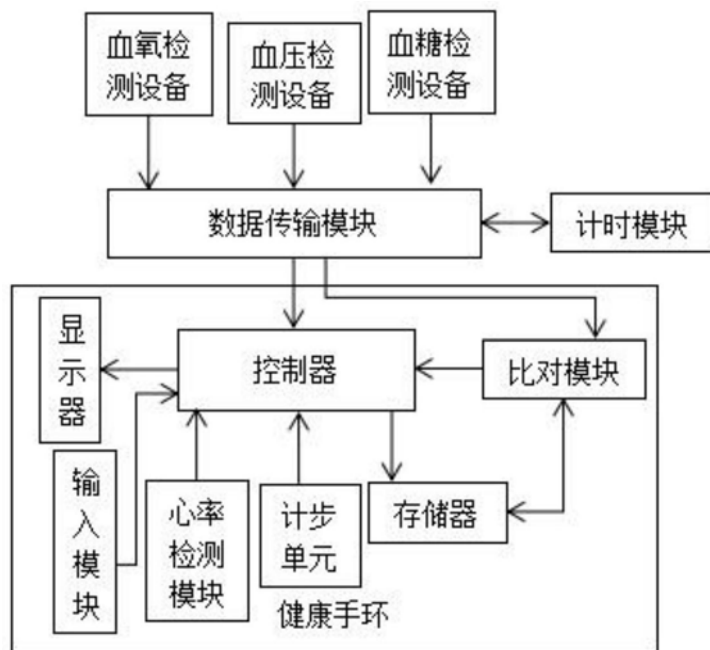 血氧检
测设备
血压检
测设备
血糖检
测设备
数据传输模块
计时模块
显
示
器
控制器
比对模块
输
入
模
块
心率
检测
模块
计步
单元
存储器
健康手环